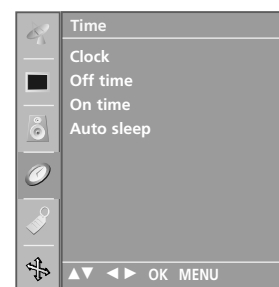 Time
Clock
Off time
On time
Auto sleep
▲▼ ◄► OK MENU